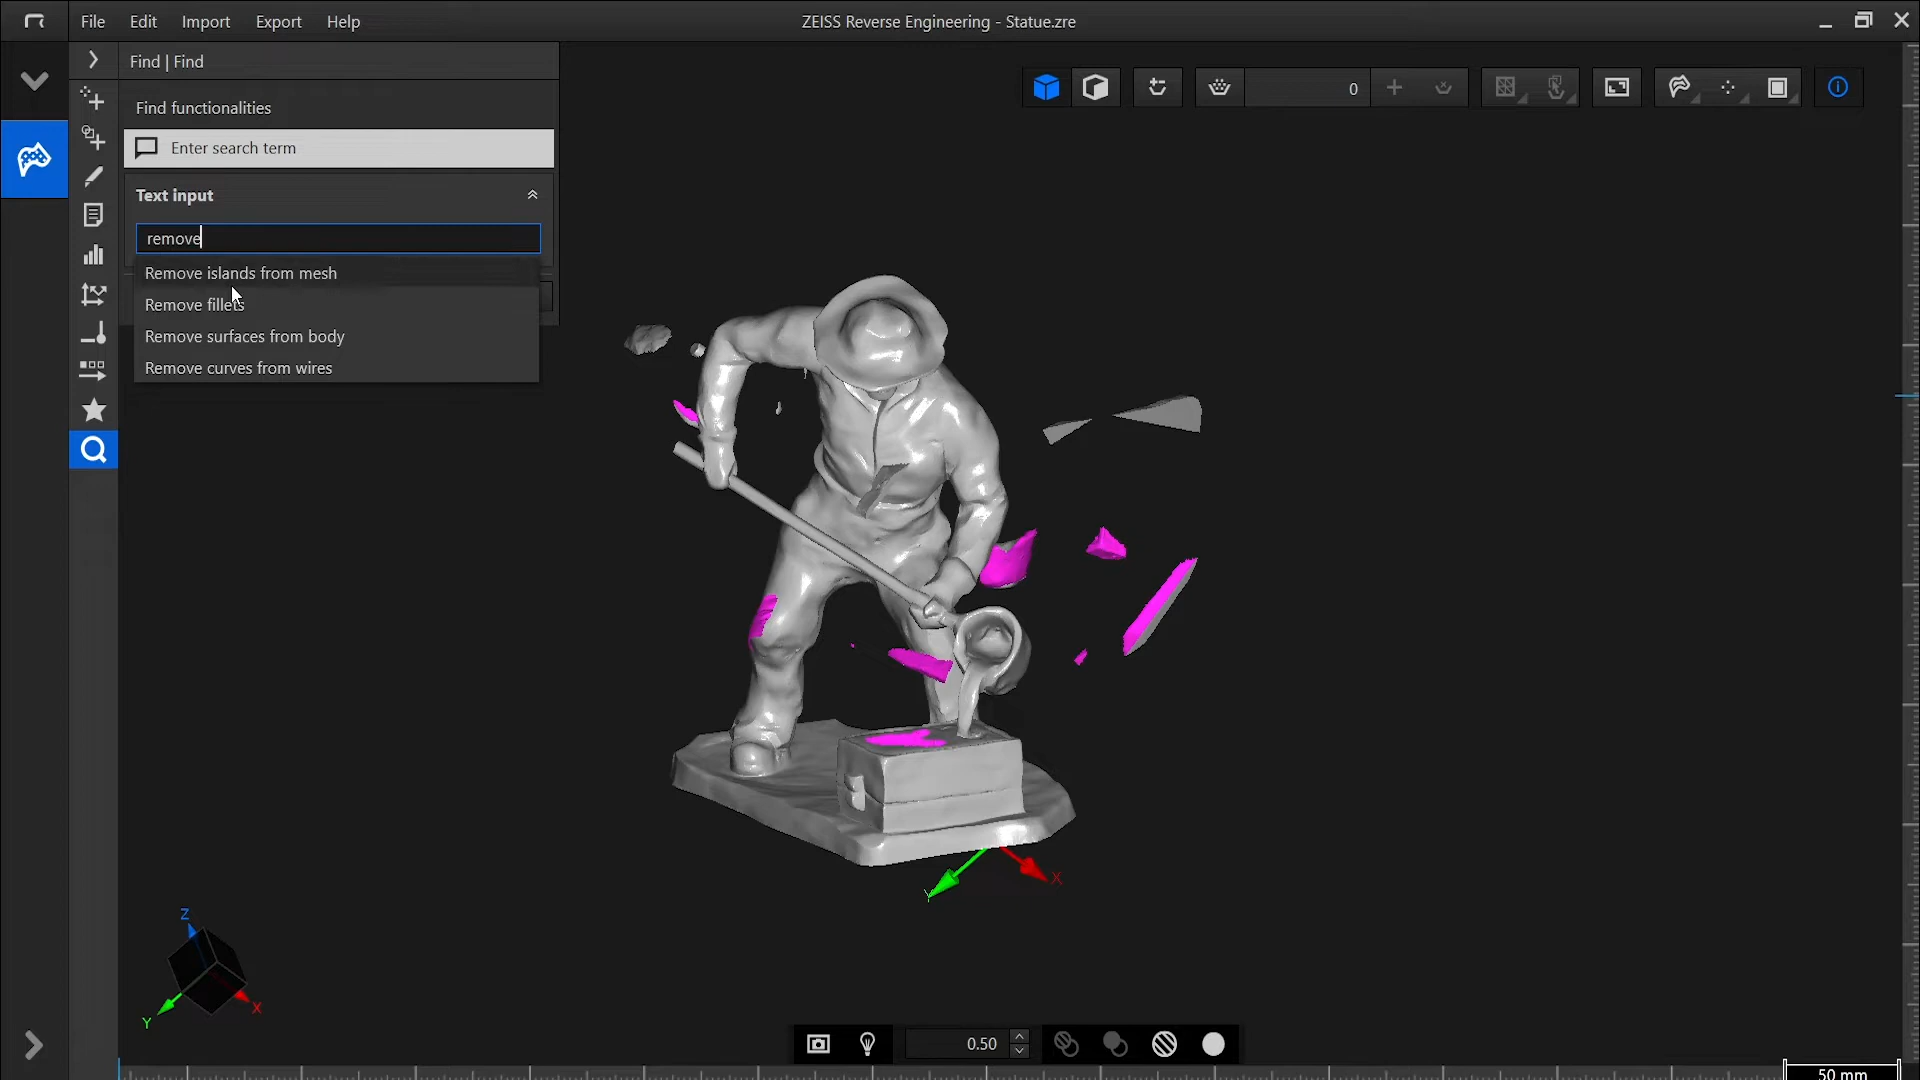 File Edit Import Export Help
ZEISS Reverse Engineering - Statue.zre
Find | Find
Find functionalities
Enter search term
Text input
remove
Remove islands from mesh
Remove fillets
Remove surfaces from body
Remove curves from wires
0
X
Y
Z
X
Y
0.50
50 mm